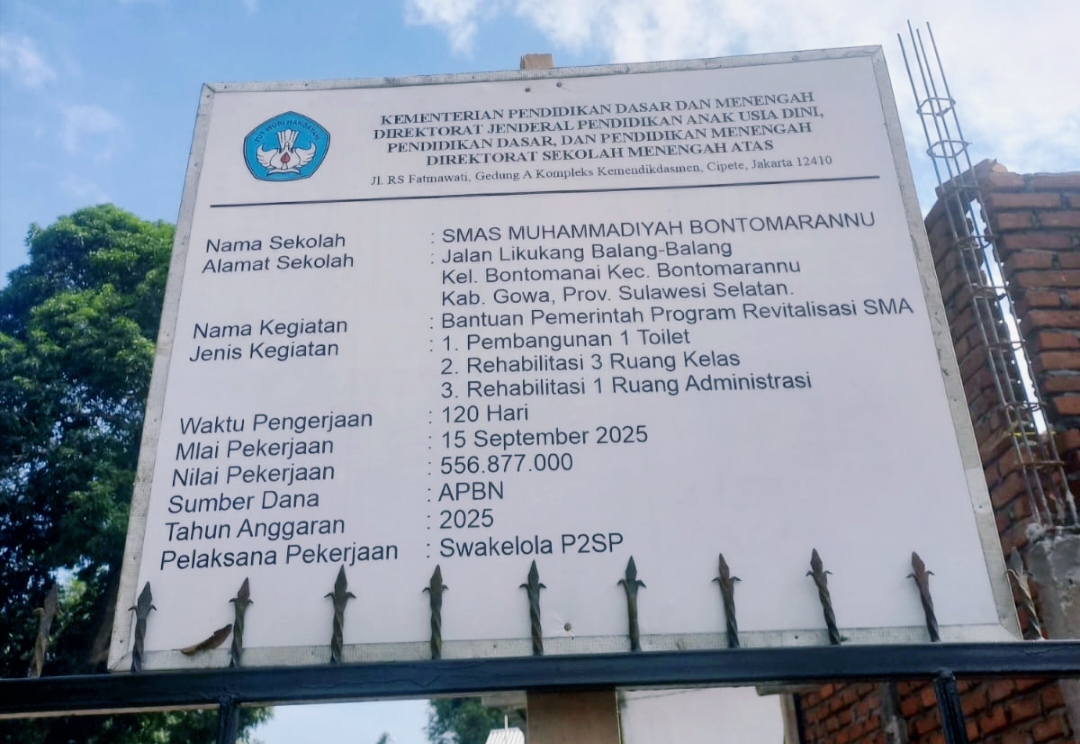 TUT WURI HANDAYANI
KEMENTERIAN PENDIDIKAN DASAR DAN MENENGAH
DIREKTORAT JENDERAL PENDIDIKAN ANAK USIA DINI,
PENDIDIKAN DASAR, DAN PENDIDIKAN MENENGAH
DIREKTORAT SEKOLAH MENENGAH ATAS
Jl. RS Fatmawati, Gedung A Kompleks Kemendikdasmen, Cipete, Jakarta 12410
Nama Sekolah : SMAS MUHAMMADIYAH BONTOMARANNU
Alamat Sekolah : Jalan Likukang Balang-Balang
Kel. Bontomanai Kec. Bontomarannu
Kab. Gowa, Prov. Sulawesi Selatan.
Nama Kegiatan : Bantuan Pemerintah Program Revitalisasi SMA
Jenis Kegiatan : 1. Pembangunan 1 Toilet
2. Rehabilitasi 3 Ruang Kelas
3. Rehabilitasi 1 Ruang Administrasi
Waktu Pengerjaan : 120 Hari
Mlai Pekerjaan : 15 September 2025
Nilai Pekerjaan : 556.877.000
Sumber Dana : APBN
Tahun Anggaran : 2025
Pelaksana Pekerjaan : Swakelola P2SP